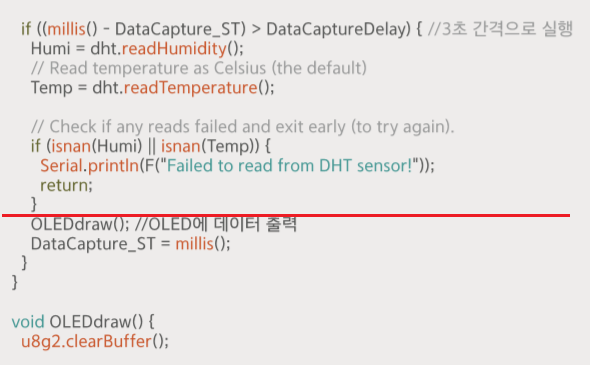 if ((millis() - DataCapture_ST) > DataCaptureDelay) { //3초 간격으로 실행
Humi = dht.readHumidity();
// Read temperature as Celsius (the default)
Temp = dht.readTemperature();
// Check if any reads failed and exit early (to try again).
if (isnan(Humi) || isnan(Temp)) {
Serial.println(F("Failed to read from DHT sensor!"));
return;
}
OLEDdraw(); //OLED에 데이터 출력
DataCapture_ST = millis();
}
}
void OLEDdraw() {
u8g2.clearBuffer();